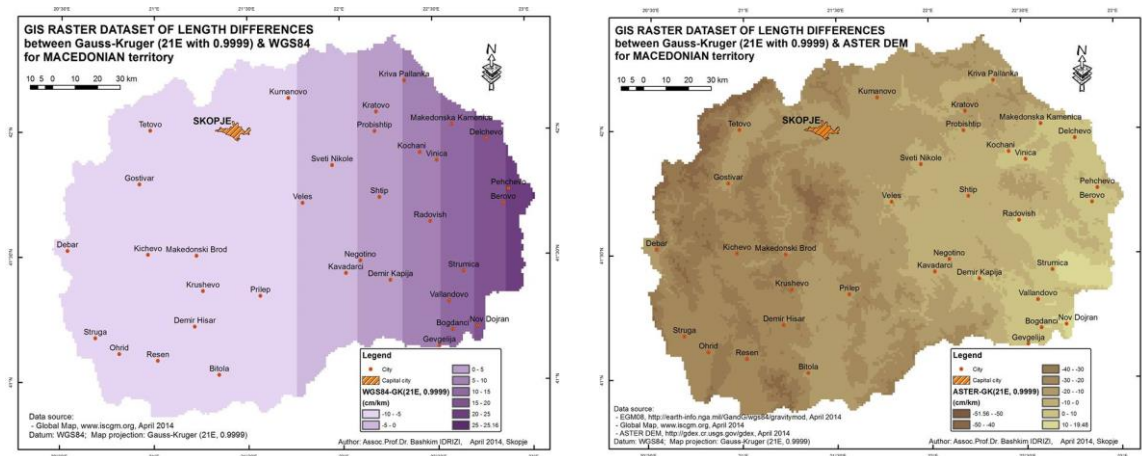 GIS RASTER DATASET OF LENGTH DIFFERENCES
between Gauss-Kruger (21E with 0.9999) & WGS84
for MACEDONIAN territory
10 5 0 10 20 30 km
N
Kriva Pallanka
Kumanovo
Kratovo
Makedonska Kamenica
SKOPJE
Tetovo
Probishtip
Delchevo
Kochani
Vinica
Sveti Nikole
Gostivar
Pehchevo
Shtip
Berovo
Veles
Radovish
Debar
Kichevo
Makedonski Brod
Negotino
Kavadarci
Strumica
Demir Kapija
Krushevo
Prilep
Vallandovo
Demir Hisar
Bogdanci
Nov Dojran
Struga
Gevgelija
Ohrid
Resen
Bitola
Legend
City
Capital city
WGS84-GK(21E, 0.9999)
(cm/km)
-10 - -5
-5 - 0
0 - 5
5 - 10
10 - 15
15 - 20
20 - 25
25 - 25.16
Data source:
- EGM08, http://earth-info.nga.mil/GandG/wgs84/gravitymod, April 2014
- Global Map, www.iscgm.org, April 2014
Datum: WGS84; Map projection: Gauss-Kruger (21E, 0.9999)
Author: Assoc.Prof.Dr. Bashkim IDRIZI, April 2014, Skopje
GIS RASTER DATASET OF LENGTH DIFFERENCES
between Gauss-Kruger (21E with 0.9999) & ASTER DEM
for MACEDONIAN territory
10 5 0 10 20 30 km
N
Kriva Pallanka
Kumanovo
Kratovo
Makedonska Kamenica
SKOPJE
Tetovo
Probishtip
Delchevo
Kochani
Vinica
Sveti Nikole
Gostivar
Pehchevo
Shtip
Berovo
Veles
Radovish
Debar
Kichevo
Makedonski Brod
Negotino
Kavadarci
Strumica
Demir Kapija
Krushevo
Prilep
Vallandovo
Demir Hisar
Bogdanci
Nov Dojran
Struga
Gevgelija
Ohrid
Resen
Bitola
Legend
City
Capital city
ASTER-GK(21E, 0.9999)
(cm/km)
-51.56 - -50
-50 - -40
-40 - -30
-30 - -20
-20 - -10
-10 - 0
0 - 10
10 - 19.48
Data source:
- EGM08, http://earth-info.nga.mil/GandG/wgs84/gravitymod, April 2014
- Global Map, www.iscgm.org, April 2014
- ASTER DEM, http://gdex.cr.usgs.gov/gdex, April 2014
Datum: WGS84; Map projection: Gauss-Kruger (21E, 0.9999)
Author: Assoc.Prof.Dr. Bashkim IDRIZI, April 2014, Skopje